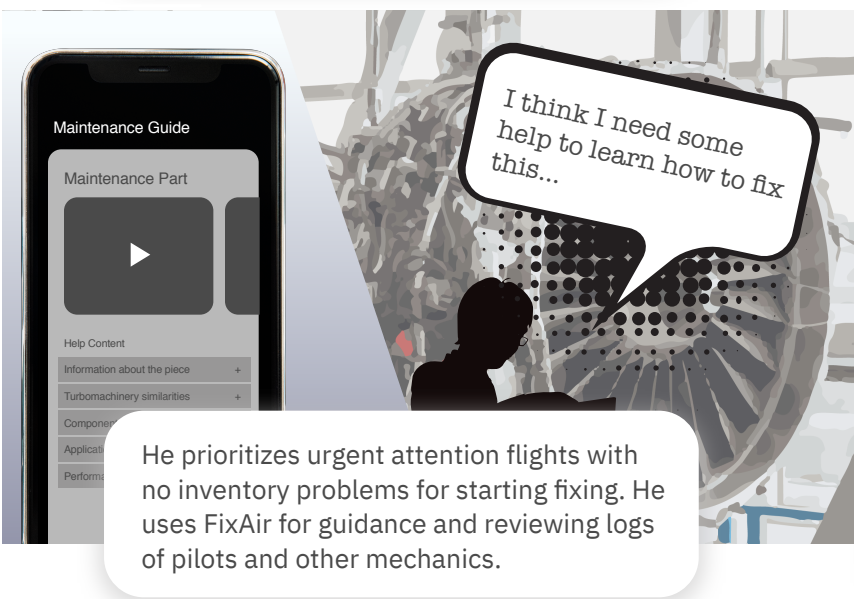 Maintenance Guide
Maintenance Part
Help Content
Information about the piece +
Turbomachinery similarities +
I think I need some
help to learn how to fix
this...
He prioritizes urgent attention flights with
no inventory problems for starting fixing. He
uses FixAir for guidance and reviewing logs
of pilots and other mechanics.